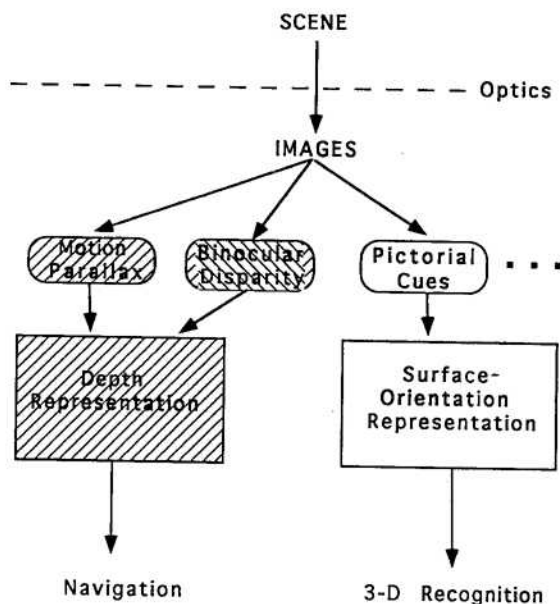 SCENE
Optics
IMAGES
Motion
Parallax
Binocular
Disparity
Pictorial
Cues
Depth
Representation
Surface-
Orientation
Representation
Navigation
3-D Recognition